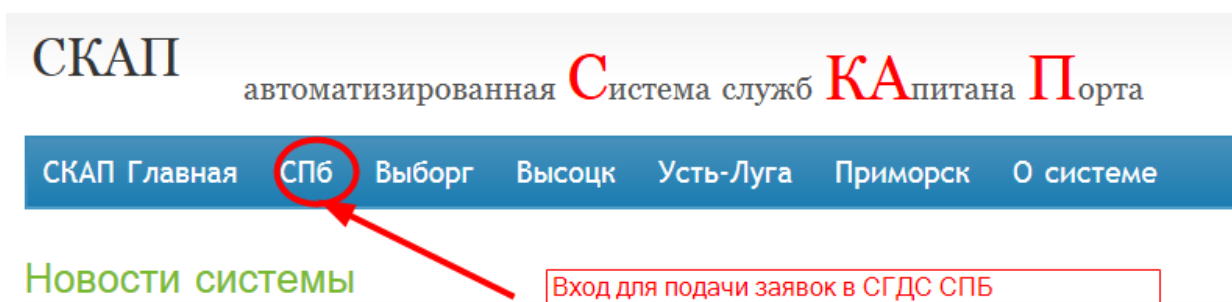 СКАП
автоматизированная Система служб КАпитана Порта
СКАП Главная СПб Выборг Высоцк Усть-Луга Приморск О системе
Новости системы
Вход для подачи заявок в СГДС СПБ